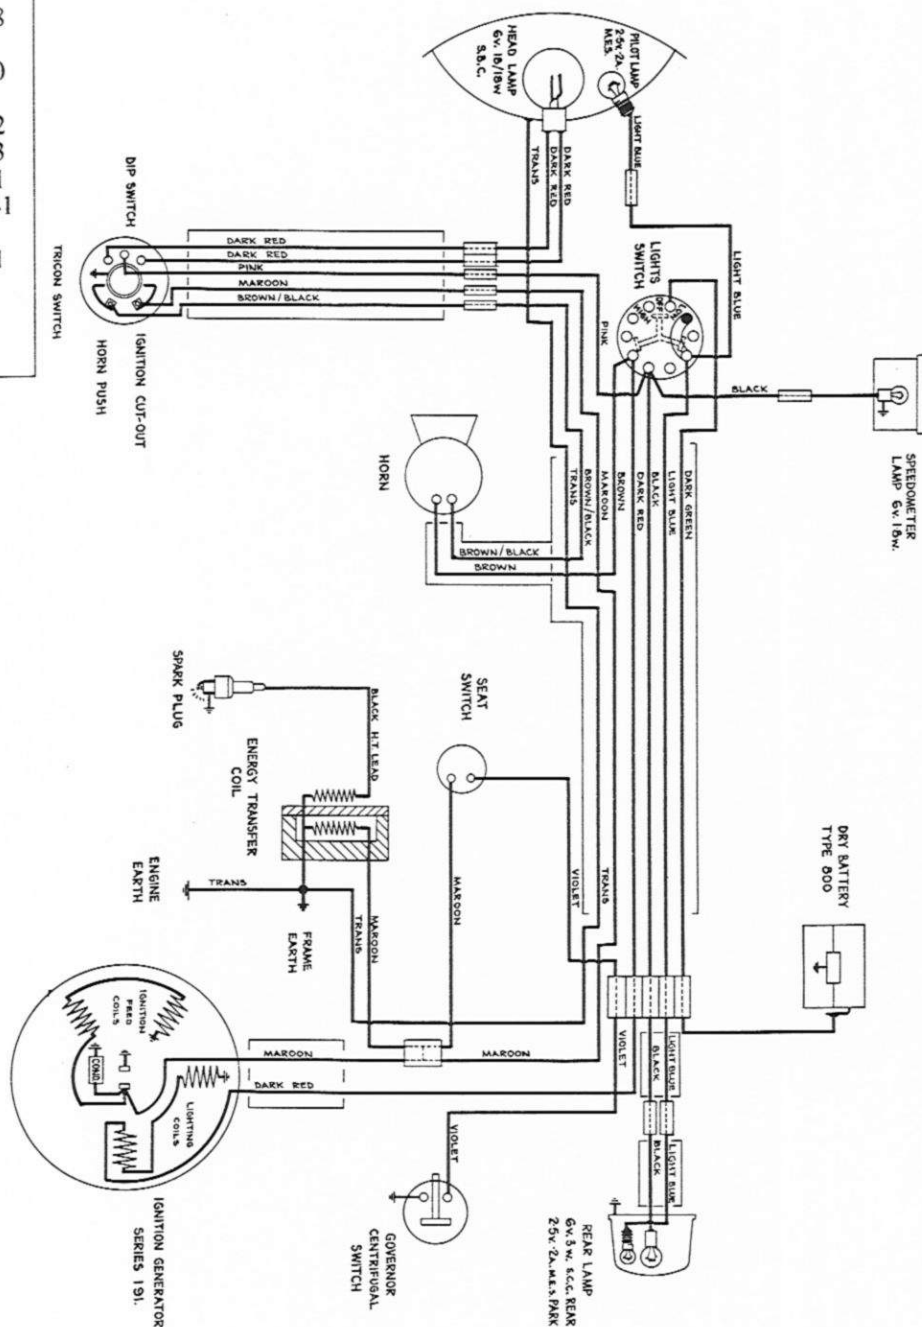 PILOT LAMP
2·5v. ·2A.
M.E.S.
HEAD LAMP
6v. 18/18W
S.B.C.
LIGHT BLUE
TRANS
DARK RED
DARK RED
LIGHT BLUE
LIGHTS
SWITCH
OFF
HIGH
PINK
BLACK
SPEEDOMETER
LAMP 6v. 1·8w.
DIP SWITCH
TRICON SWITCH
IGNITION CUT-OUT
HORN PUSH
DARK RED
DARK RED
PINK
MAROON
BROWN/BLACK
HORN
BROWN/BLACK
BROWN
TRANS
BROWN/BLACK
MAROON
BROWN
DARK RED
BLACK
LIGHT BLUE
DARK GREEN
SPARK PLUG
BLACK H.T. LEAD
ENERGY TRANSFER
COIL
SEAT
SWITCH
ENGINE
EARTH
TRANS
FRAME
EARTH
MAROON
TRANS
MAROON
VIOLET
TRANS
DRY BATTERY
TYPE 800
IGNITION
FEED
COILS
COND
LIGHTING
COILS
MAROON
DARK RED
MAROON
IGNITION GENERATOR
SERIES 191.
VIOLET
BLACK
LIGHT BLUE
BLACK
LIGHT BLUE
VIOLET
GOVERNOR
CENTRIFUGAL
SWITCH
REAR LAMP
6v. 3w. S.C.C. REAR
2·5v. ·2A. M.E.S. PARK